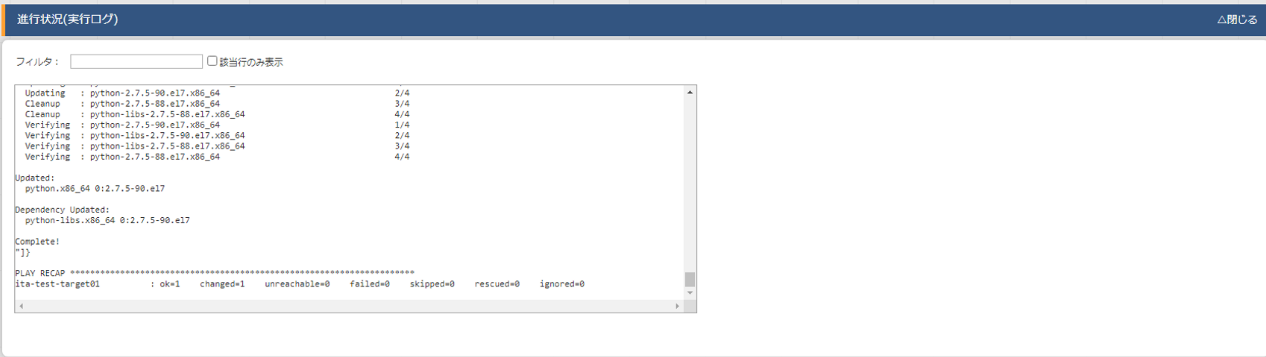 進行状況(実行ログ)
△閉じる
フィルタ：
該当行のみ表示
Updating : python-2.7.5-90.el7.x86_64 2/4
Cleanup : python-2.7.5-88.el7.x86_64 3/4
Cleanup : python-libs-2.7.5-88.el7.x86_64 4/4
Verifying : python-2.7.5-90.el7.x86_64 1/4
Verifying : python-libs-2.7.5-90.el7.x86_64 2/4
Verifying : python-libs-2.7.5-88.el7.x86_64 3/4
Verifying : python-2.7.5-88.el7.x86_64 4/4
Updated:
python.x86_64 0:2.7.5-90.el7
Dependency Updated:
python-libs.x86_64 0:2.7.5-90.el7
Complete!
"]}
PLAY RECAP *********************************************************************
ita-test-target01 : ok=1 changed=1 unreachable=0 failed=0 skipped=0 rescued=0 ignored=0